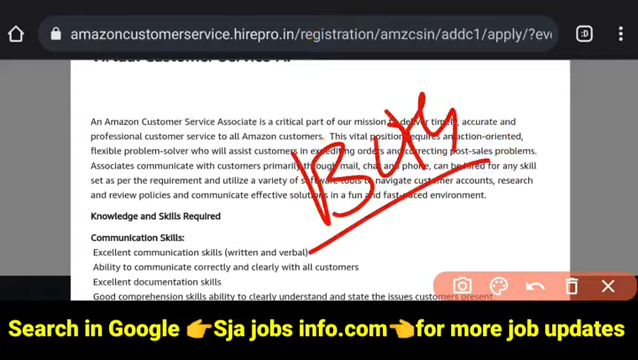 amazoncustomerservice.hirepro.in/registration/amzcsin/addc1/apply/?eve
:D
An Amazon Customer Service Associate is a critical part of our mission to deliver timely, accurate and
professional customer service to all Amazon customers. This vital position requires an action-oriented,
flexible problem-solver who will assist customers in expediting orders and correcting post-sales problems.
Associates communicate with customers primarily through mail, chat and phone, can be hired for any skill
set as per the requirement and utilize a variety of software tools to navigate customer accounts, research
and review policies and communicate effective solutions in a fun and fast-paced environment.
Knowledge and Skills Required
Communication Skills:
Excellent communication skills (written and verbal)
Ability to communicate correctly and clearly with all customers
Excellent documentation skills
Good comprehension skills ability to clearly understand and state the issues customers present
Search in Google 👉Sja jobs info.com👈for more job updates